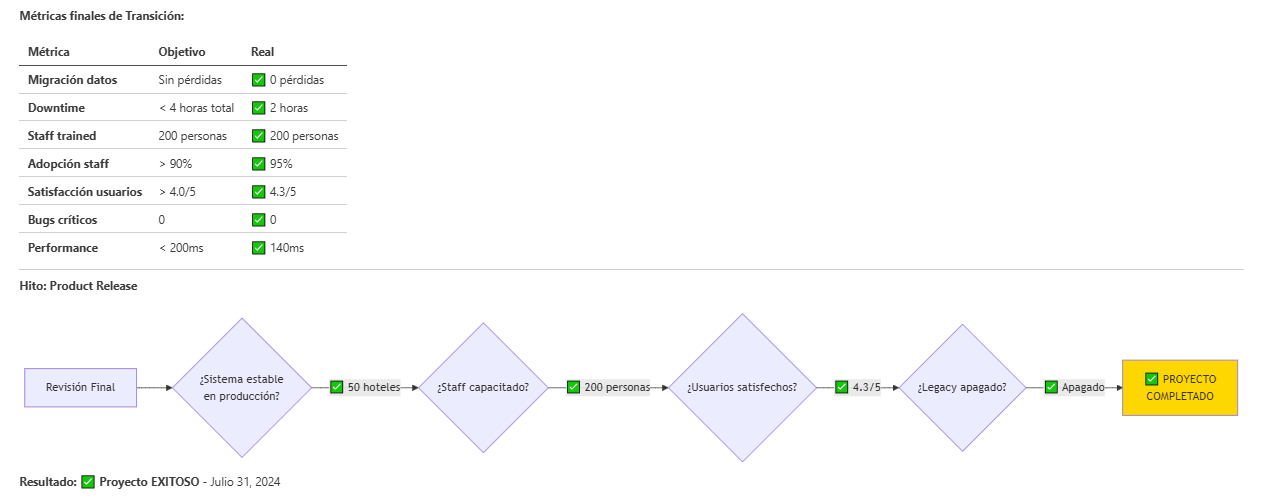 Métricas finales de Transición:
Métrica Objetivo Real
Migración datos Sin pérdidas ✅ 0 pérdidas
Downtime < 4 horas total ✅ 2 horas
Staff trained 200 personas ✅ 200 personas
Adopción staff > 90% ✅ 95%
Satisfacción usuarios > 4.0/5 ✅ 4.3/5
Bugs críticos 0 ✅ 0
Performance < 200ms ✅ 140ms
Hito: Product Release
Revisión Final
¿Sistema estable
en producción?
✅ 50 hoteles
¿Staff capacitado?
✅ 200 personas
¿Usuarios satisfechos?
✅ 4.3/5
¿Legacy apagado?
✅ Apagado
✅ PROYECTO
COMPLETADO
Resultado: ✅ Proyecto EXITOSO - Julio 31, 2024